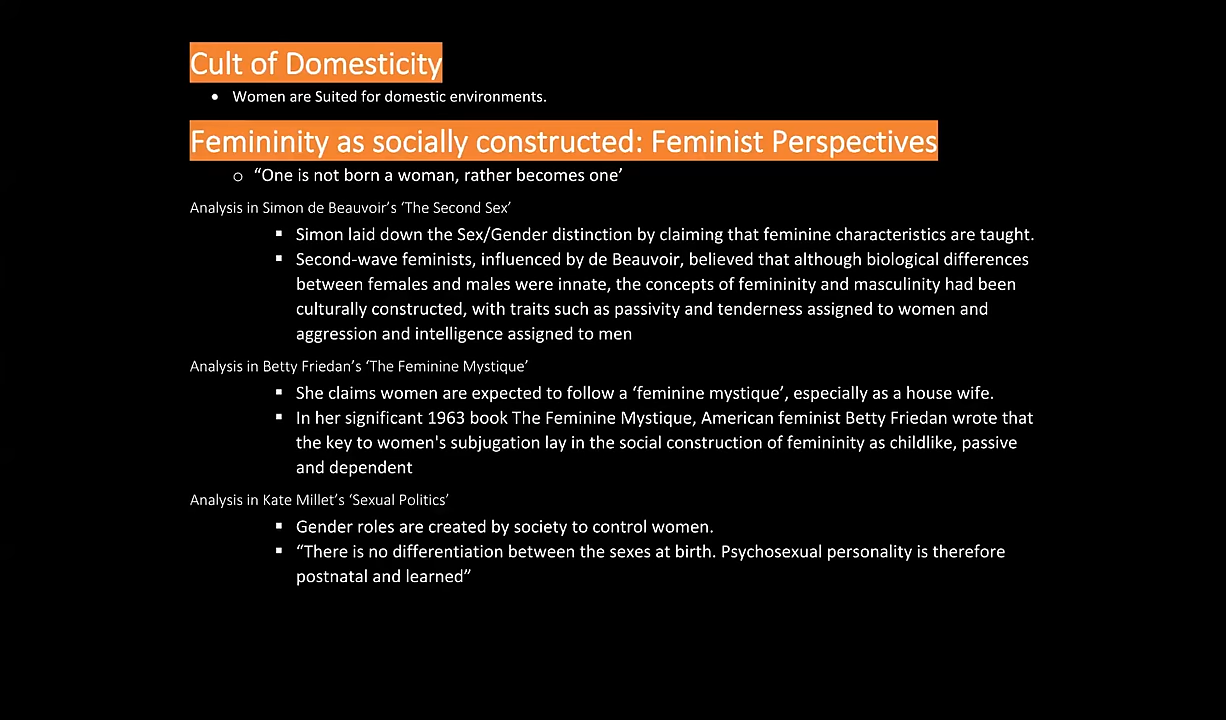 Cult of Domesticity
• Women are Suited for domestic environments.
Femininity as socially constructed: Feminist Perspectives
o “One is not born a woman, rather becomes one’
Analysis in Simon de Beauvoir’s ‘The Second Sex’
▪ Simon laid down the Sex/Gender distinction by claiming that feminine characteristics are taught.
▪ Second-wave feminists, influenced by de Beauvoir, believed that although biological differences
between females and males were innate, the concepts of femininity and masculinity had been
culturally constructed, with traits such as passivity and tenderness assigned to women and
aggression and intelligence assigned to men
Analysis in Betty Friedan’s ‘The Feminine Mystique’
▪ She claims women are expected to follow a ‘feminine mystique’, especially as a house wife.
▪ In her significant 1963 book The Feminine Mystique, American feminist Betty Friedan wrote that
the key to women's subjugation lay in the social construction of femininity as childlike, passive
and dependent
Analysis in Kate Millet’s ‘Sexual Politics’
▪ Gender roles are created by society to control women.
▪ “There is no differentiation between the sexes at birth. Psychosexual personality is therefore
postnatal and learned”